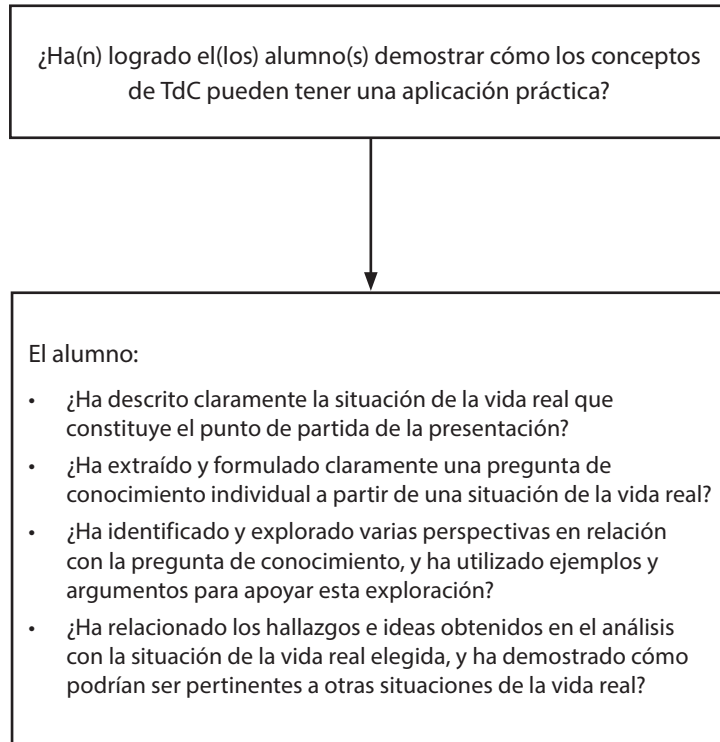 ¿Ha(n) logrado el(los) alumno(s) demostrar cómo los conceptos
de TdC pueden tener una aplicación práctica?
El alumno:
• ¿Ha descrito claramente la situación de la vida real que
constituye el punto de partida de la presentación?
• ¿Ha extraído y formulado claramente una pregunta de
conocimiento individual a partir de una situación de la vida real?
• ¿Ha identificado y explorado varias perspectivas en relación
con la pregunta de conocimiento, y ha utilizado ejemplos y
argumentos para apoyar esta exploración?
• ¿Ha relacionado los hallazgos e ideas obtenidos en el análisis
con la situación de la vida real elegida, y ha demostrado cómo
podrían ser pertinentes a otras situaciones de la vida real?